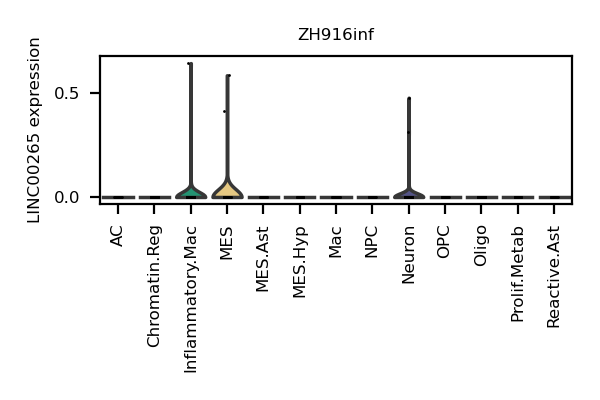 ZH916inf
LINC00265 expression
0.5
0.0
AC
Chromatin.Reg
Inflammatory.Mac
MES
MES.Ast
MES.Hyp
Mac
NPC
Neuron
OPC
Oligo
Prolif.Metab
Reactive.Ast